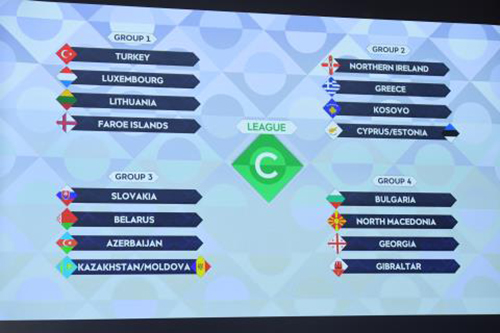 GROUP 1
TURKEY
LUXEMBOURG
LITHUANIA
FAROE ISLANDS
GROUP 2
NORTHERN IRELAND
GREECE
KOSOVO
CYPRUS/ESTONIA
LEAGUE
C
GROUP 3
SLOVAKIA
BELARUS
AZERBAIJAN
KAZAKHSTAN/MOLDOVA
GROUP 4
BULGARIA
NORTH MACEDONIA
GEORGIA
GIBRALTAR